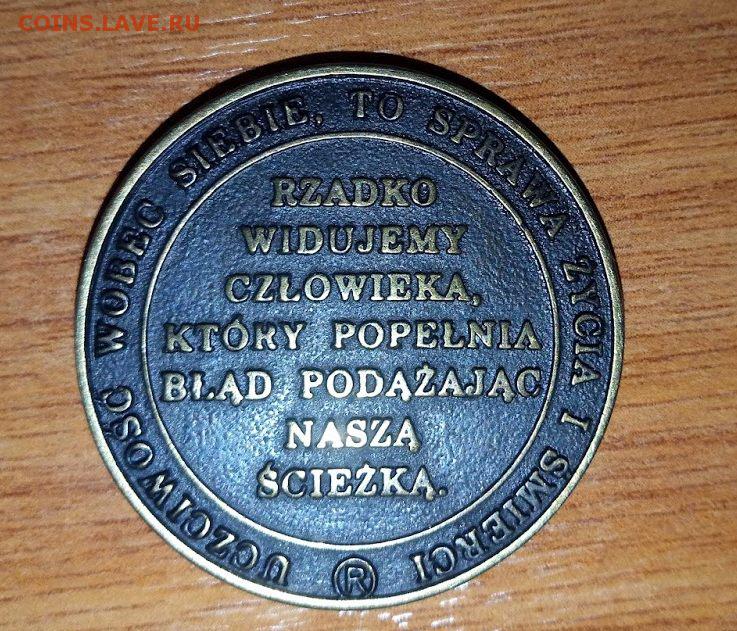 COINS.LAVE.RU
UCZCIWOŚĆ WOBEC SIEBIE, TO SPRAWA ŻYCIA I ŚMIERCI ®
RZADKO
WIDUJEMY
CZŁOWIEKA,
KTÓRY POPEŁNIA
BŁĄD PODĄŻAJĄC
NASZĄ
ŚCIEŻKĄ.